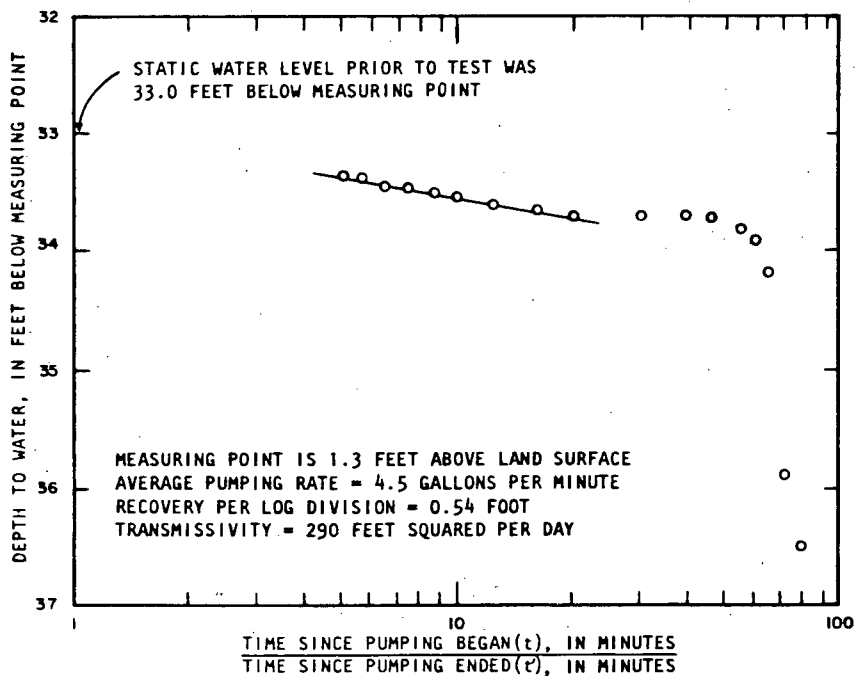 32
33
34
35
36
37
DEPTH TO WATER, IN FEET BELOW MEASURING POINT
STATIC WATER LEVEL PRIOR TO TEST WAS
33.0 FEET BELOW MEASURING POINT
MEASURING POINT IS 1.3 FEET ABOVE LAND SURFACE
AVERAGE PUMPING RATE = 4.5 GALLONS PER MINUTE
RECOVERY PER LOG DIVISION = 0.54 FOOT
TRANSMISSIVITY = 290 FEET SQUARED PER DAY
1
10
100
TIME SINCE PUMPING BEGAN(t), IN MINUTES
TIME SINCE PUMPING ENDED(t'), IN MINUTES